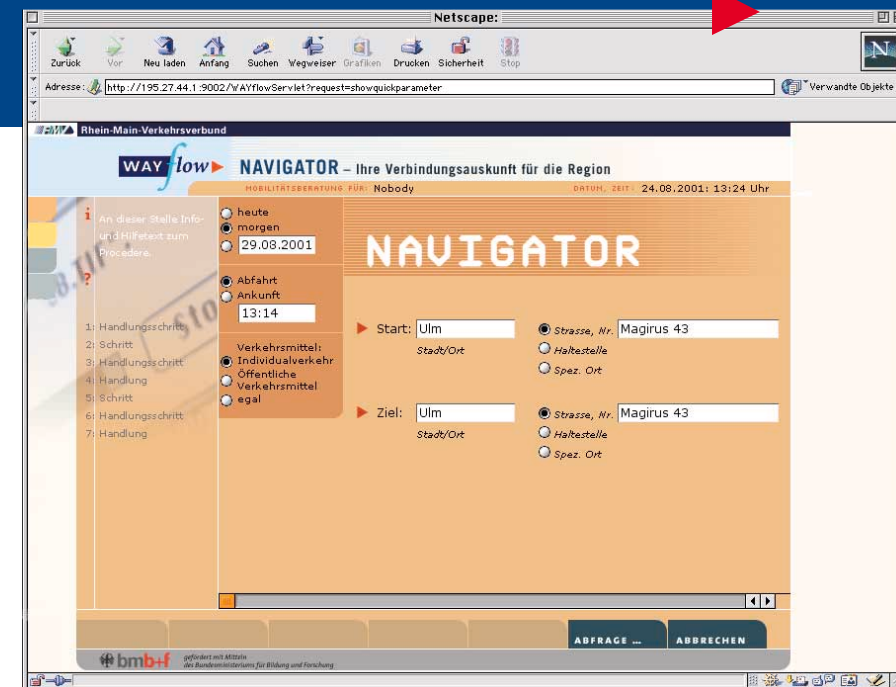 Netscape:
Zurück Vor Neu laden Anfang Suchen Wegweiser Grafiken Drucken Sicherheit Stop
N
Adresse: http://195.27.44.1:9002/WAYflowServlet?request=showquickparameter
Verwandte Objekte
Rhein-Main-Verkehrsverbund
WAYflow NAVIGATOR – Ihre Verbindungsauskunft für die Region
MOBILITÄTSBERATUNG FÜR: Nobody DATUM, ZEIT: 24.08.2001: 13:24 Uhr
i An dieser Stelle Info-
und Hilfetext zum
Procedere.
?
1: Handlungsschritt
2: Schritt
3: Handlungsschritt
4: Handlung
5: Schritt
6: Handlungsschritt
7: Handlung
heute
morgen
29.08.2001
Abfahrt
Ankunft
13:14
Verkehrsmittel:
Individualverkehr
Öffentliche
Verkehrsmittel
egal
NAVIGATOR
Start: Ulm Strasse, Nr. Magirus 43
Stadt/Ort Haltestelle
Spez. Ort
Ziel: Ulm Strasse, Nr. Magirus 43
Stadt/Ort Haltestelle
Spez. Ort
ABFRAGE ... ABBRECHEN
bmb+f gefördert mit Mitteln
des Bundesministeriums für Bildung und Forschung